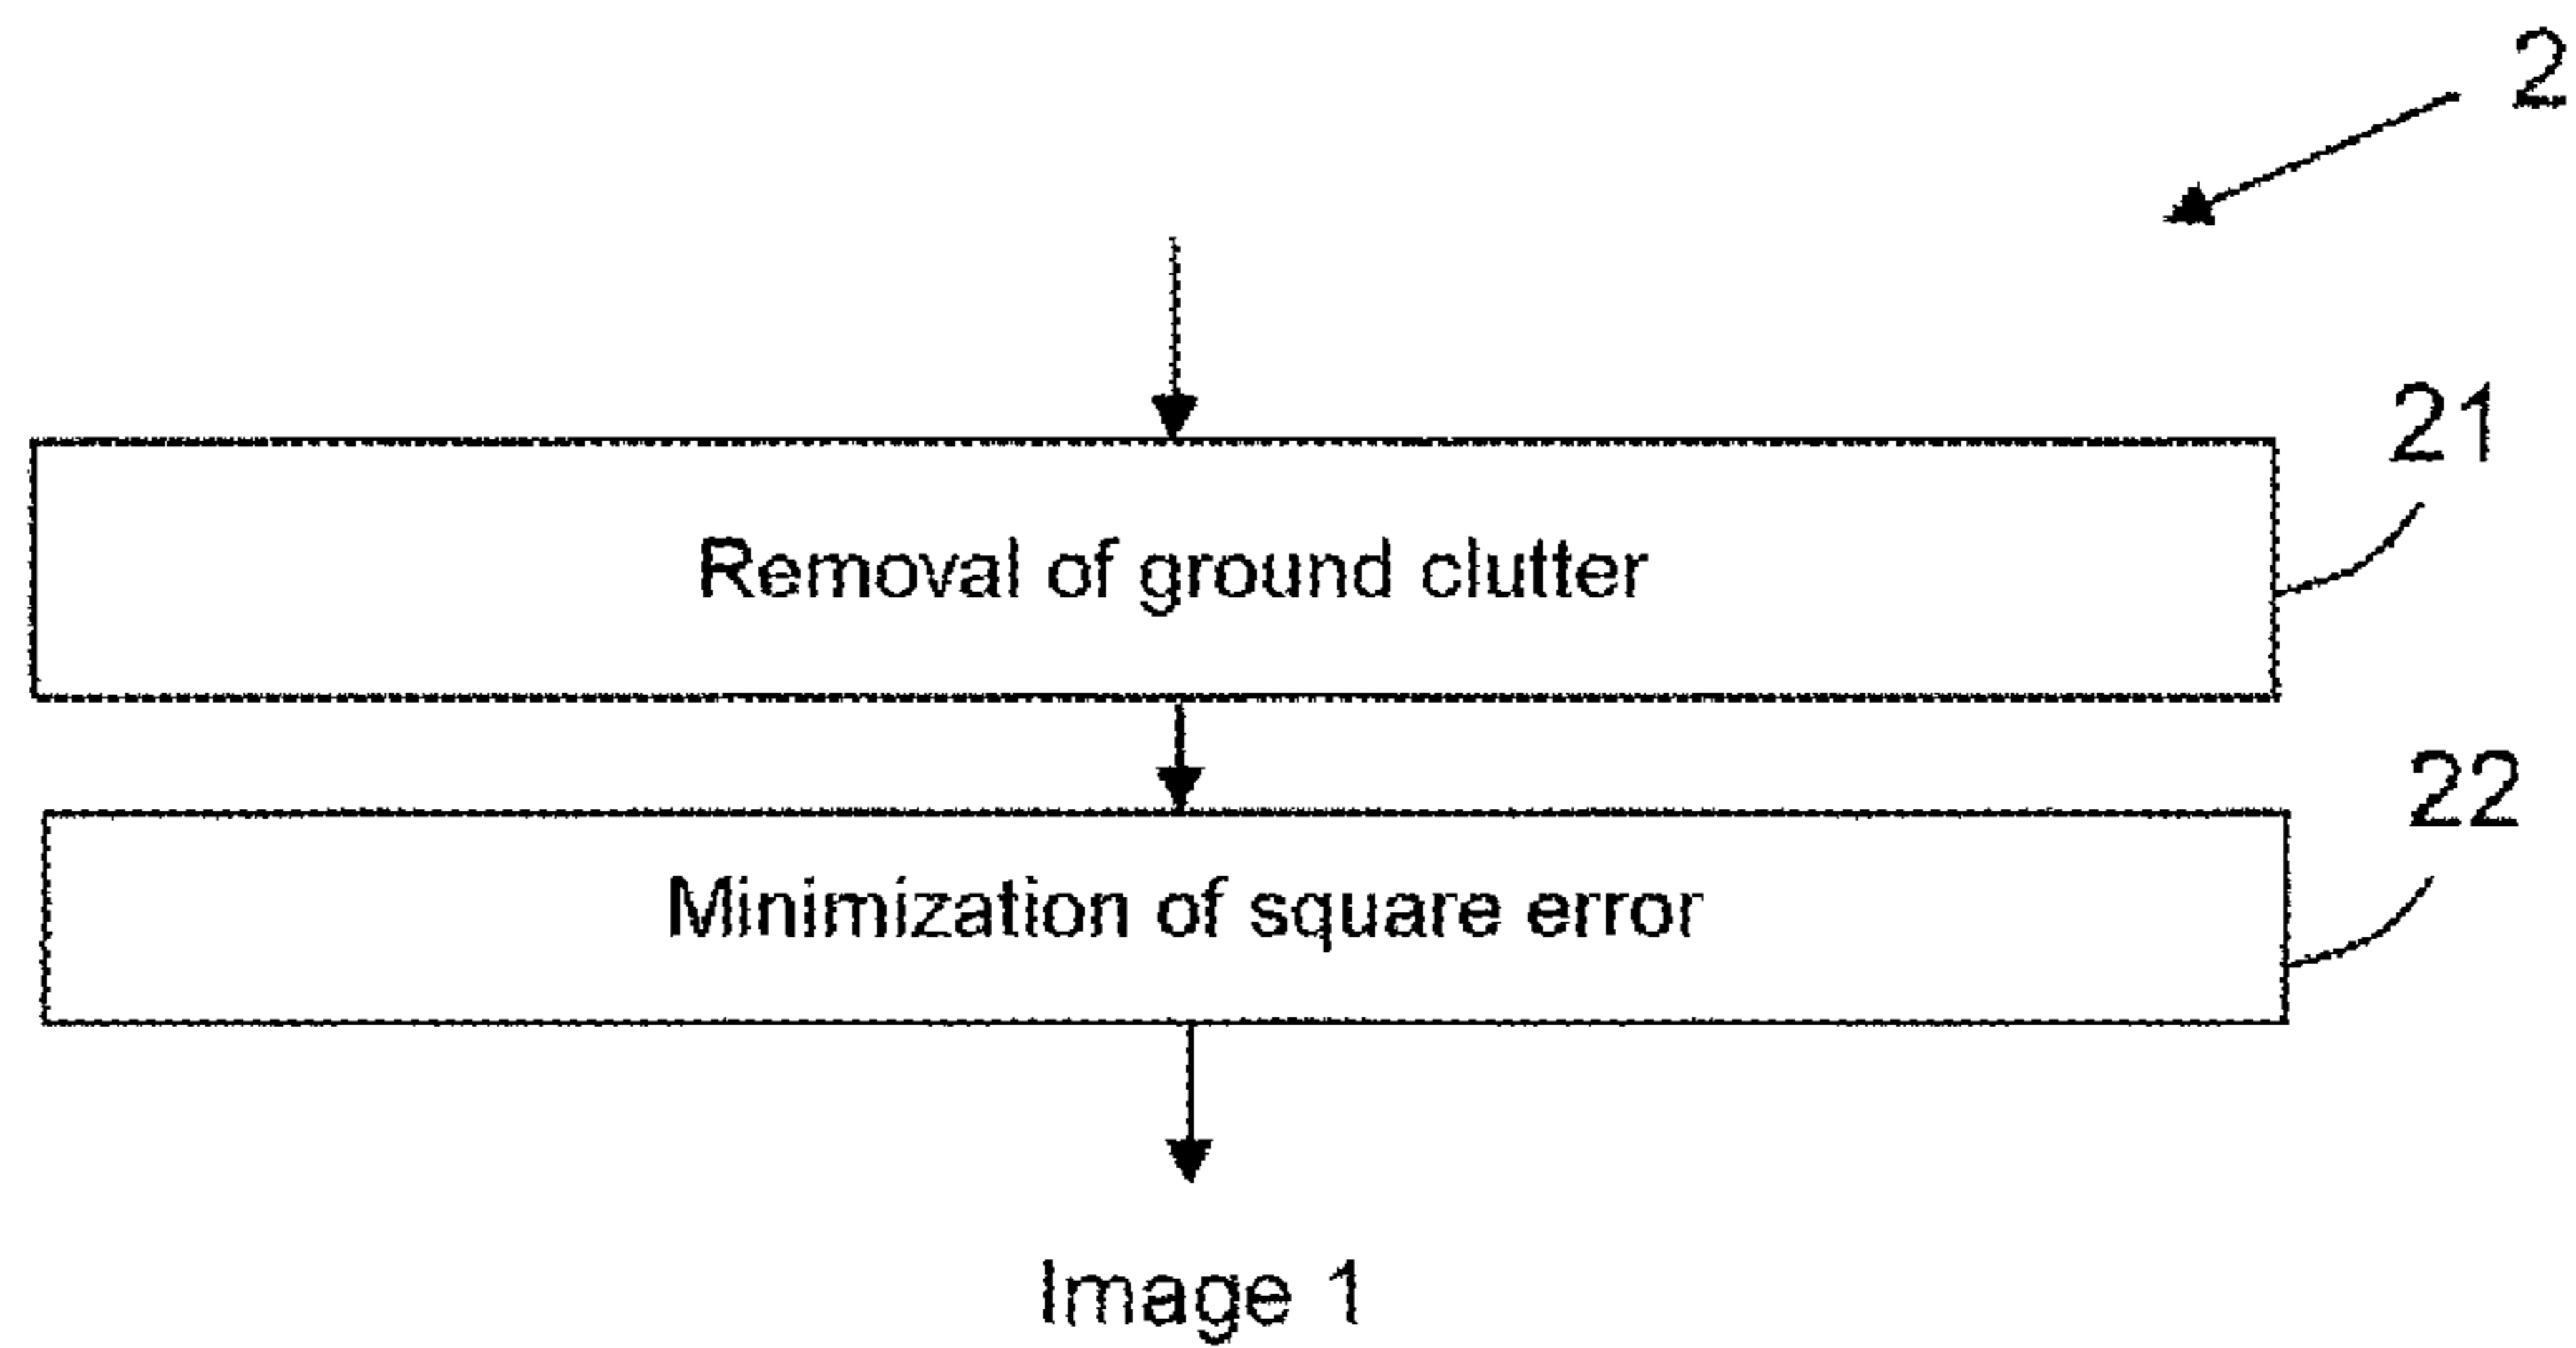 2
21
Removal of ground clutter
22
Minimization of square error
Image 1